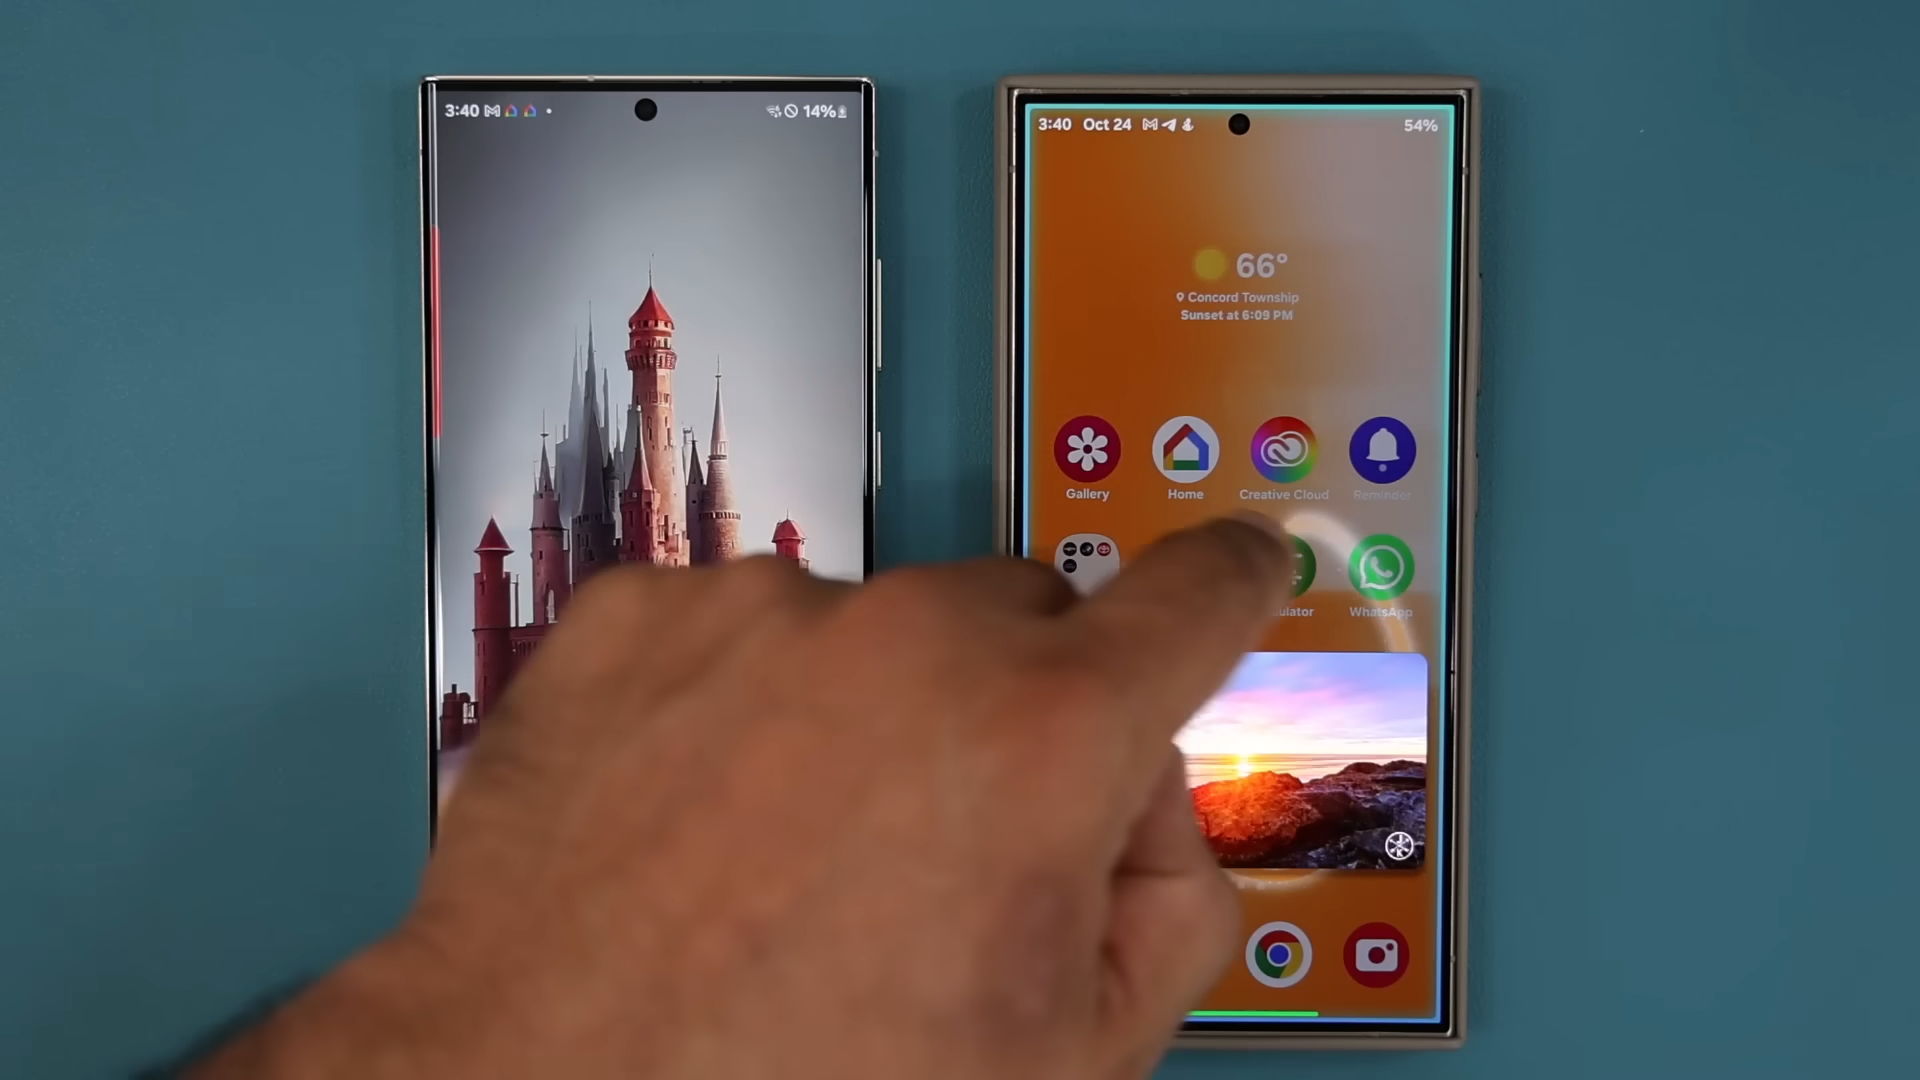 3:40
14%
3:40 Oct 24
54%
66°
Concord Township
Sunset at 6:09 PM
Gallery Home Creative Cloud Reminder
ulator WhatsApp